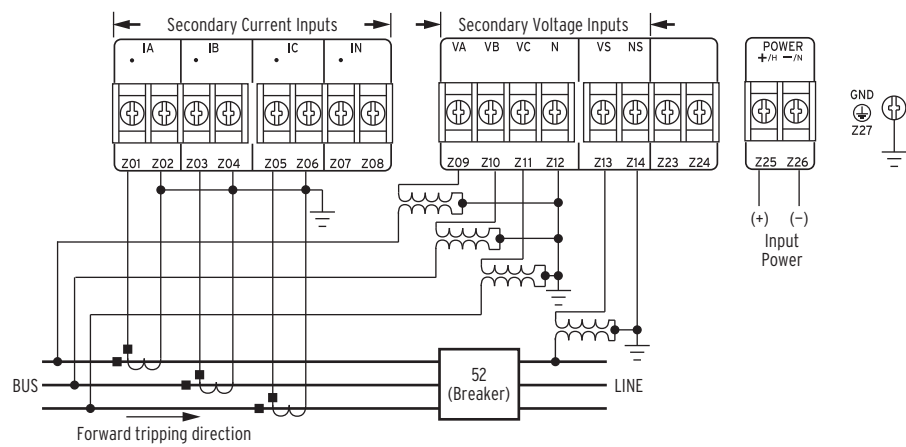 Secondary Current Inputs
Secondary Voltage Inputs
IA IB IC IN
VA VB VC N VS NS
POWER
+/H −/N
GND
Z27
Z01 Z02 Z03 Z04 Z05 Z06 Z07 Z08
Z09 Z10 Z11 Z12 Z13 Z14 Z23 Z24
Z25 Z26
(+) (−)
Input
Power
BUS
52
(Breaker)
LINE
Forward tripping direction